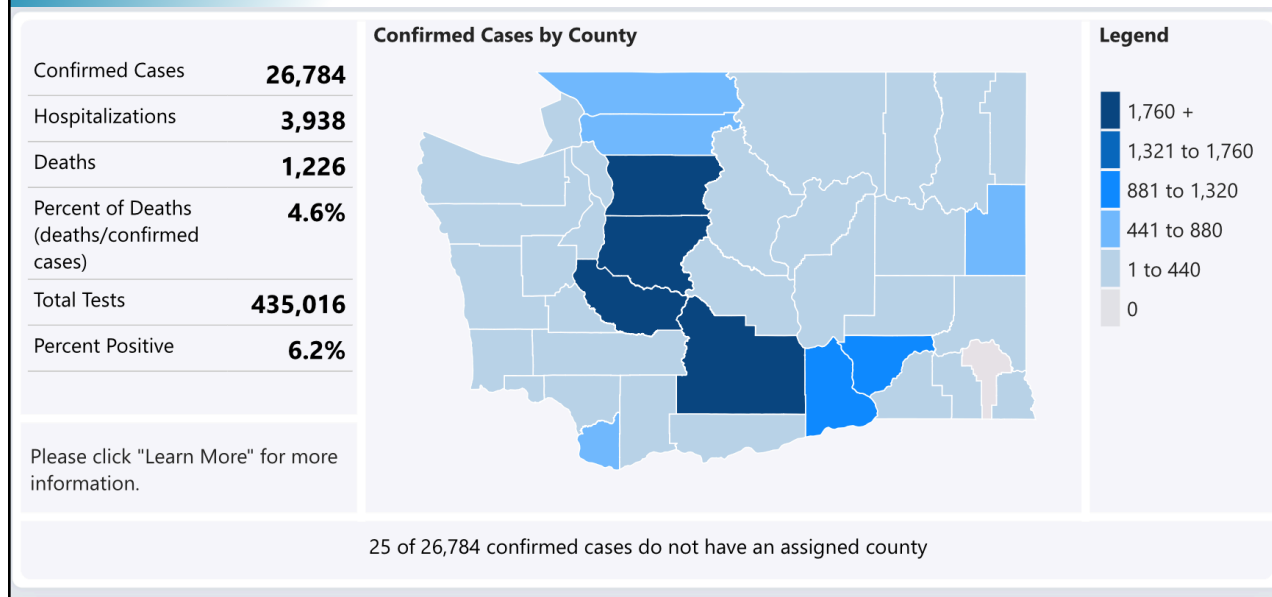 Confirmed Cases 26,784
Hospitalizations 3,938
Deaths 1,226
Percent of Deaths 4.6%
(deaths/confirmed
cases)
Total Tests 435,016
Percent Positive 6.2%
Please click "Learn More" for more
information.
Confirmed Cases by County
Legend
1,760 +
1,321 to 1,760
881 to 1,320
441 to 880
1 to 440
0
25 of 26,784 confirmed cases do not have an assigned county